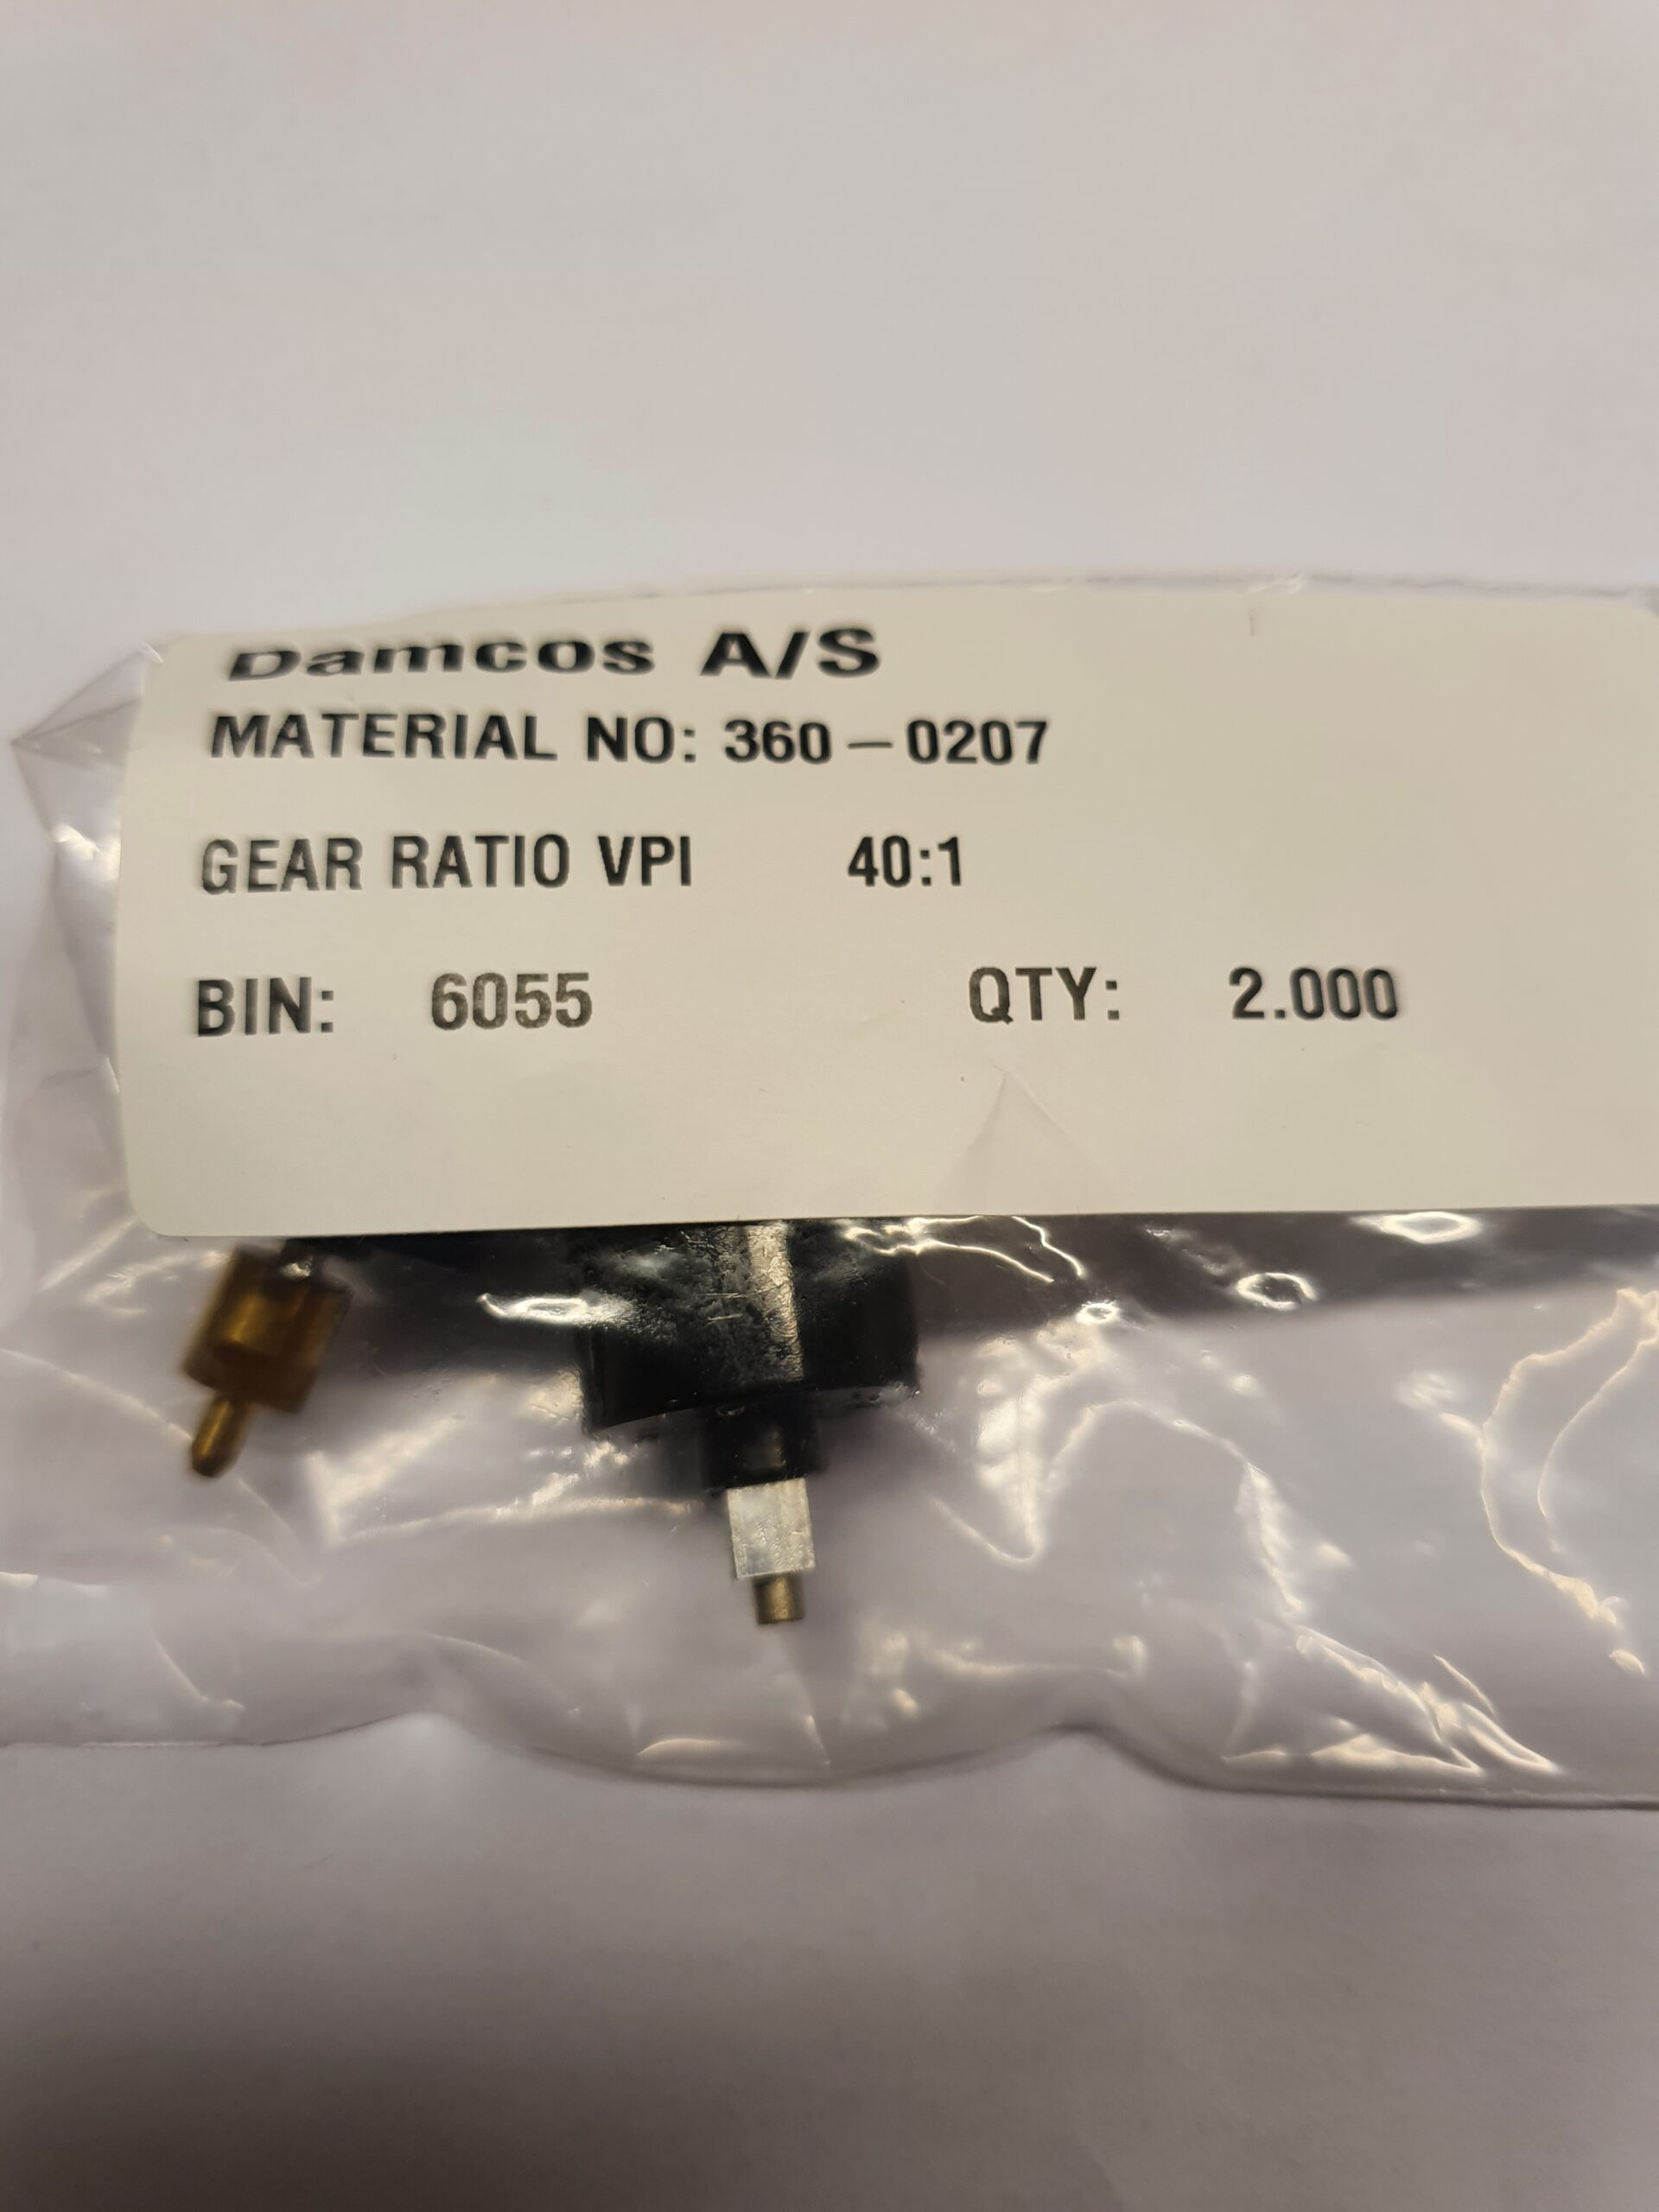 Damcos A/S
MATERIAL NO: 360-0207
GEAR RATIO VPI 40:1
BIN: 6055 QTY: 2.000